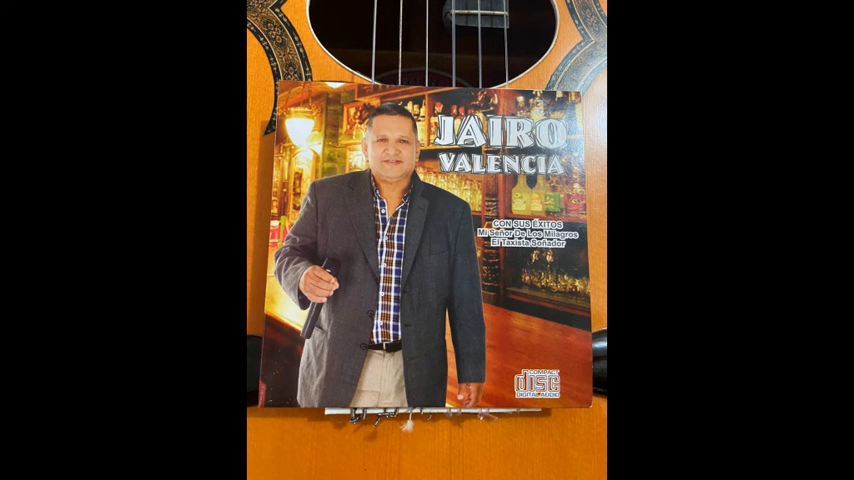 JAIRO
VALENCIA
CON SUS ÉXITOS
Mi Señor De Los Milagros
El Taxista Soñador
COMPACT
disc
DIGITAL AUDIO